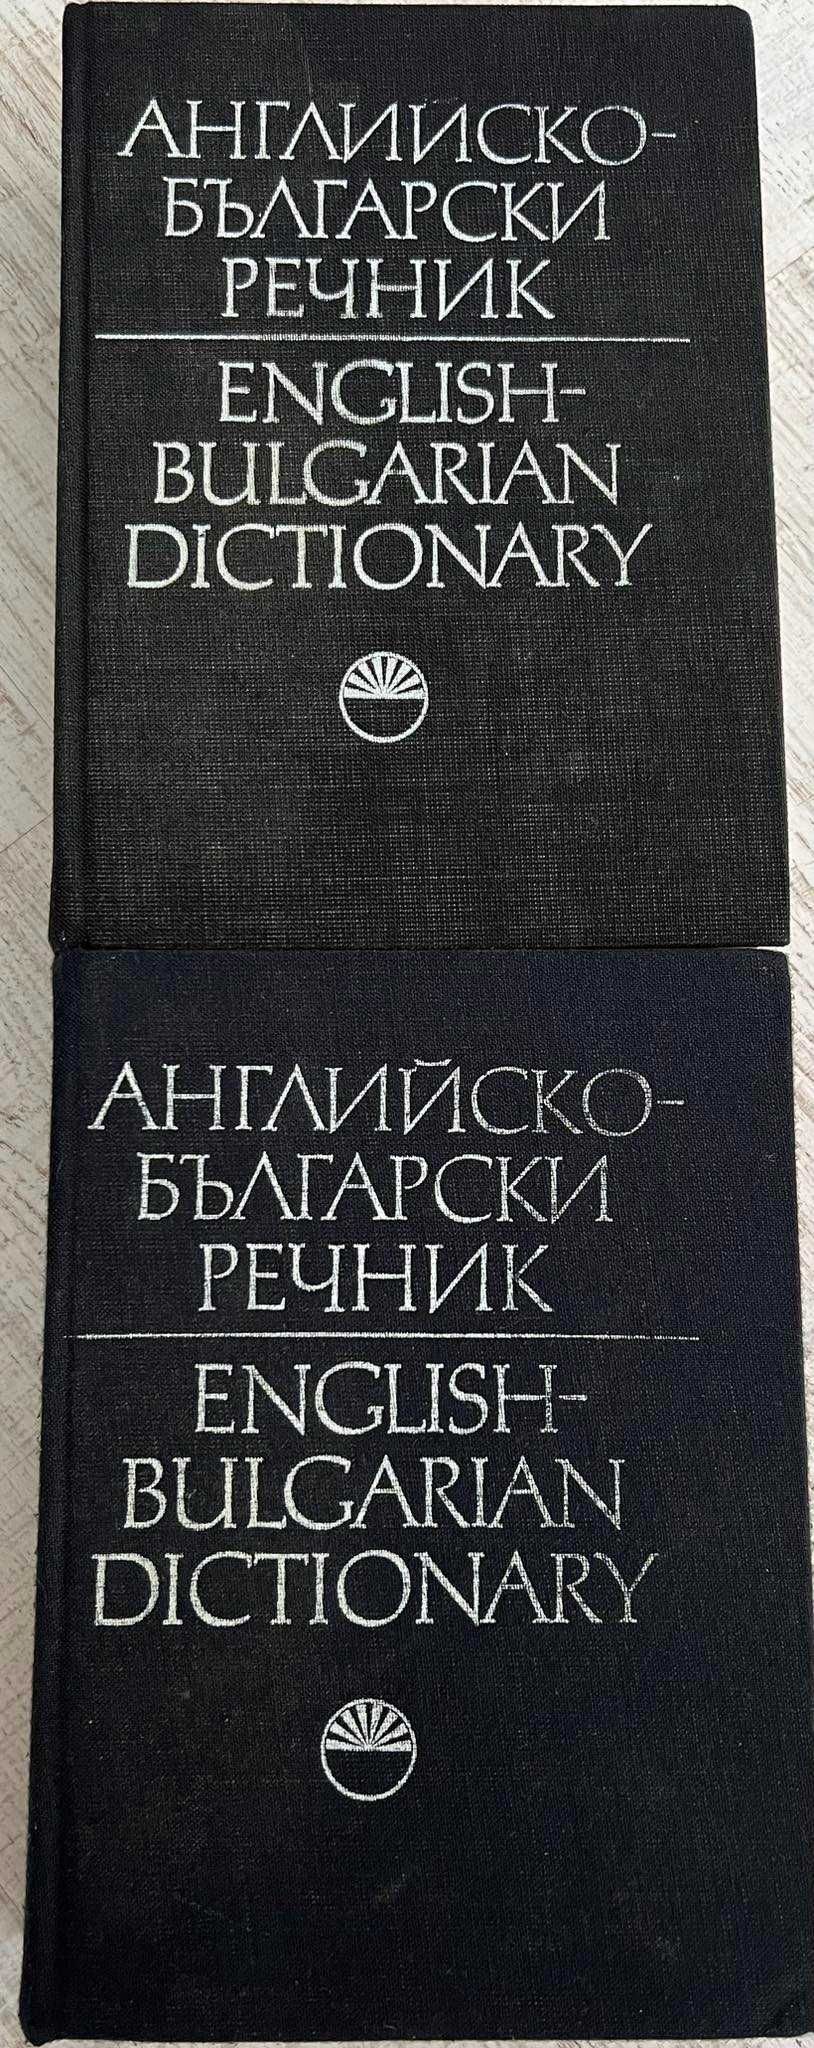 АНГЛИЙСКО-
БЪЛГАРСКИ
РЕЧНИК
ENGLISH-
BULGARIAN
DICTIONARY
АНГЛИЙСКО-
БЪЛГАРСКИ
РЕЧНИК
ENGLISH-
BULGARIAN
DICTIONARY